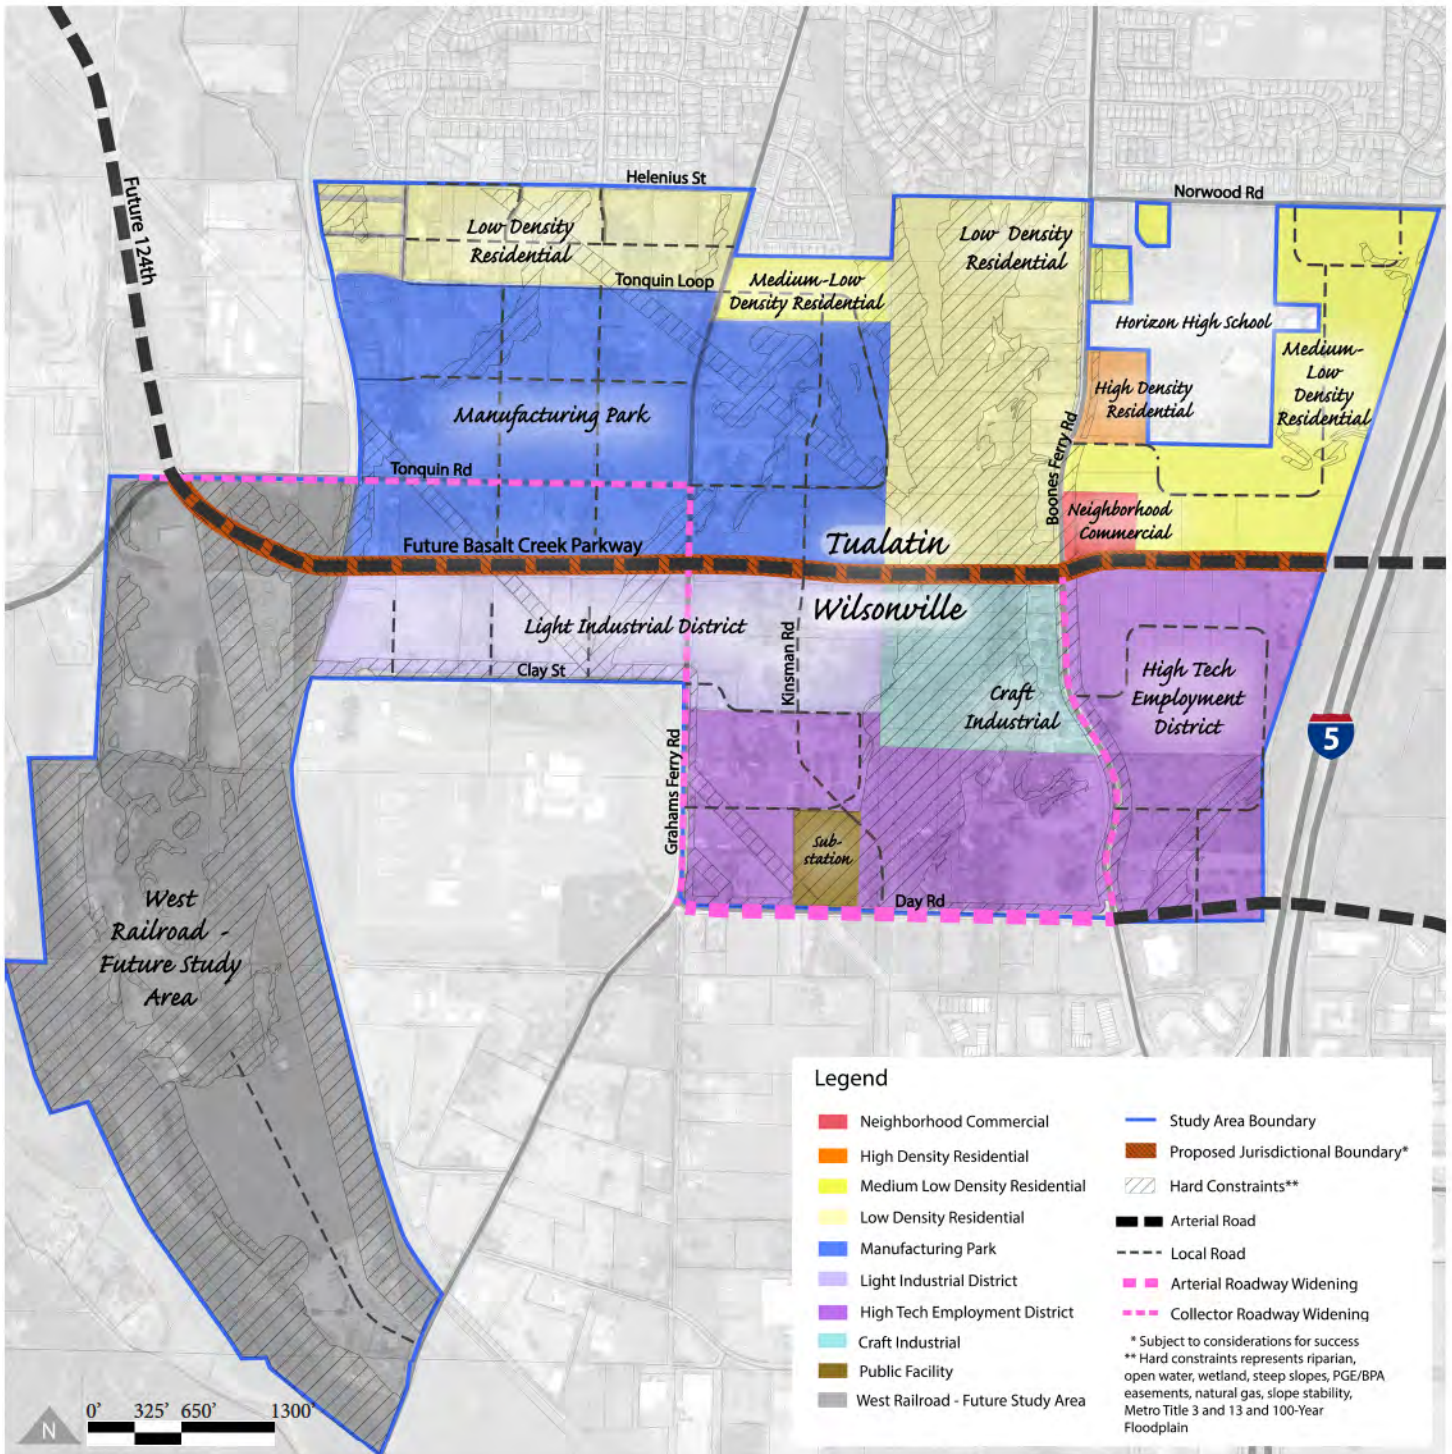 Helenius St
Norwood Rd
Future 124th
Low Density
Residential
Low Density
Residential
Tonquin Loop
Medium-Low
Density Residential
Horizon High School
Medium-
Low
Density
Residential
High Density
Residential
Manufacturing Park
Boones Ferry Rd
Tonquin Rd
Neighborhood
Commercial
Future Basalt Creek Parkway
Tualatin
Wilsonville
Light Industrial District
Kinsman Rd
Clay St
High Tech
Employment
District
Craft
Industrial
5
Grahams Ferry Rd
Sub-
station
Day Rd
West
Railroad -
Future Study
Area
Legend
Neighborhood Commercial
High Density Residential
Medium Low Density Residential
Low Density Residential
Manufacturing Park
Light Industrial District
High Tech Employment District
Craft Industrial
Public Facility
West Railroad - Future Study Area
Study Area Boundary
Proposed Jurisdictional Boundary*
Hard Constraints**
Arterial Road
Local Road
Arterial Roadway Widening
Collector Roadway Widening
* Subject to considerations for success
** Hard constraints represents riparian,
open water, wetland, steep slopes, PGE/BPA
easements, natural gas, slope stability,
Metro Title 3 and 13 and 100-Year
Floodplain
N
0' 325' 650' 1300'